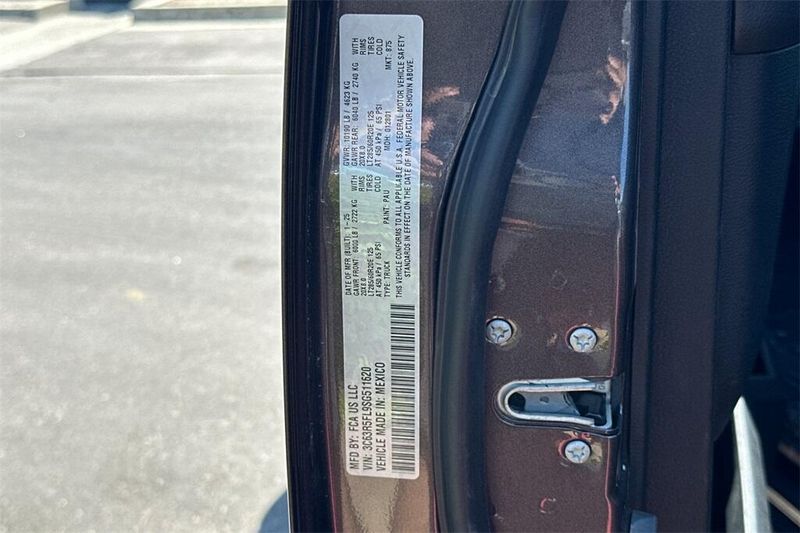 MFD BY: FCA US LLC
VIN: 3C63R5FL9SG511620
VEHICLE MADE IN: MEXICO
DATE OF MFR (BUILT): 1-25 GVWR: 10190 LB / 4623 KG
GAWR FRONT: 6000 LB / 2722 KG WITH GAWR REAR: 6040 LB / 2740 KG WITH
20X8.0 RIMS 20X8.0 RIMS
LT285/60R20E 125 TIRES LT285/60R20E 125 TIRES
AT 450 kPa / 65 PSI COLD AT 450 kPa / 65 PSI COLD
TYPE: TRUCK PAINT: PAU MDH: 012801 MKT: 875
THIS VEHICLE CONFORMS TO ALL APPLICABLE U.S.A. FEDERAL MOTOR VEHICLE SAFETY
STANDARDS IN EFFECT ON THE DATE OF MANUFACTURE SHOWN ABOVE.